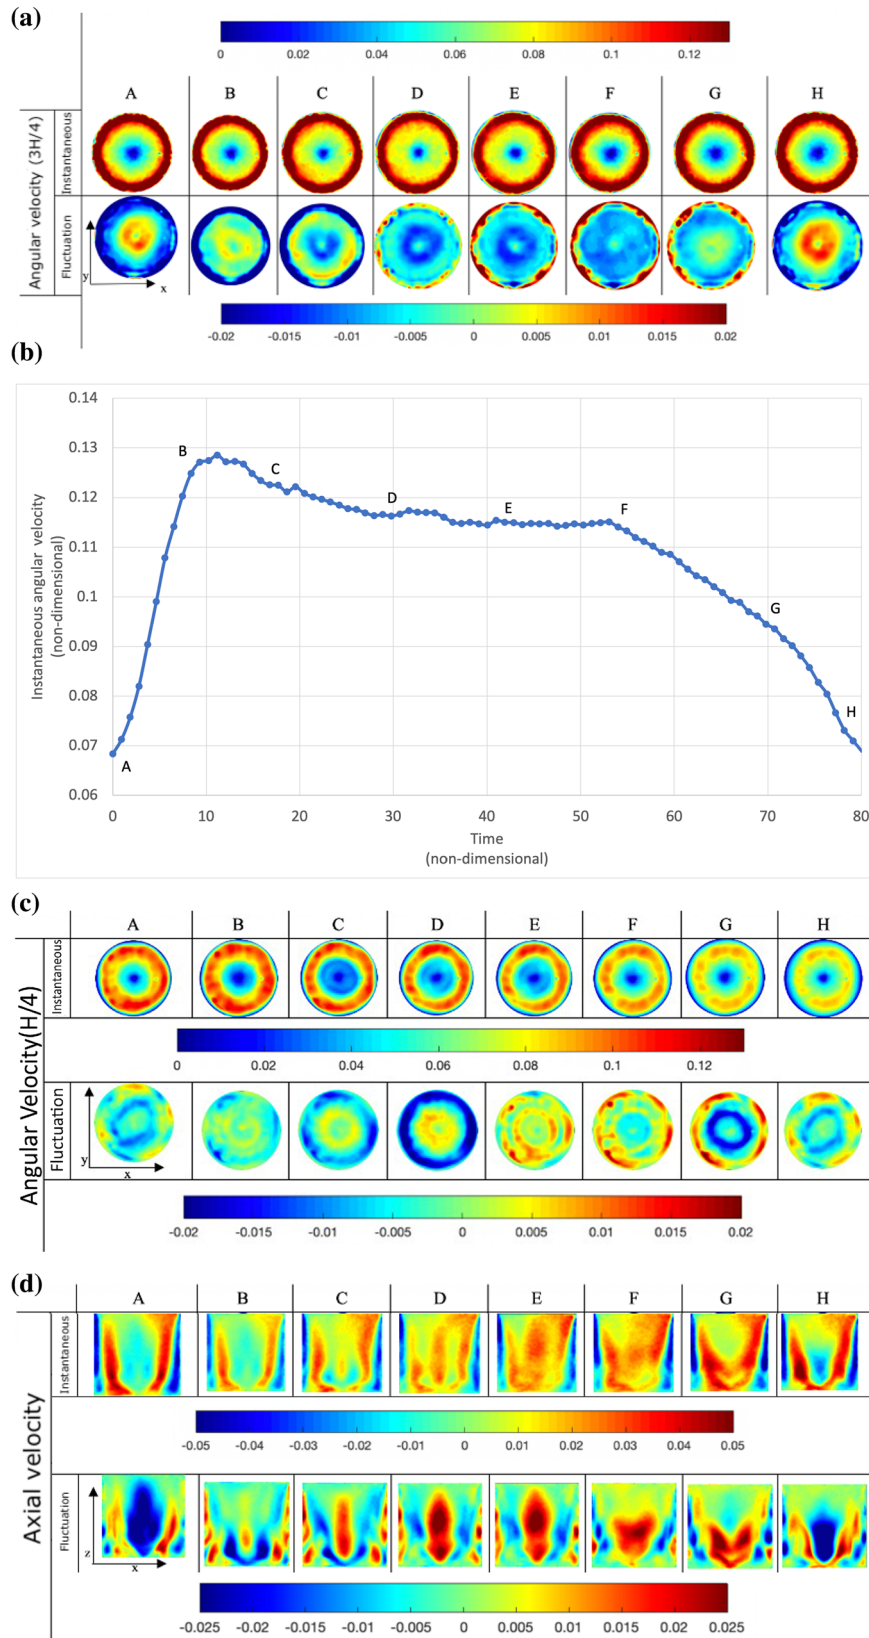 (a)
0 0.02 0.04 0.06 0.08 0.1 0.12
A B C D E F G H
Angular velocity (3H/4)
Instantaneous
Fluctuation
y
x
-0.02 -0.015 -0.01 -0.005 0 0.005 0.01 0.015 0.02
(b)
Instantaneous angular velocity
(non-dimensional)
0.14
0.13
0.12
0.11
0.1
0.09
0.08
0.07
0.06
A
B
C
D
E
F
G
H
0 10 20 30 40 50 60 70 80
Time
(non-dimensional)
(c)
A B C D E F G H
Angular Velocity(H/4)
Instantaneous
0 0.02 0.04 0.06 0.08 0.1 0.12
Fluctuation
y
x
-0.02 -0.015 -0.01 -0.005 0 0.005 0.01 0.015 0.02
(d)
A B C D E F G H
Axial velocity
Instantaneous
-0.05 -0.04 -0.03 -0.02 -0.01 0 0.01 0.02 0.03 0.04 0.05
Fluctuation
z
x
-0.025 -0.02 -0.01 -0.005 0 0.005 0.01 0.015 0.02 0.025